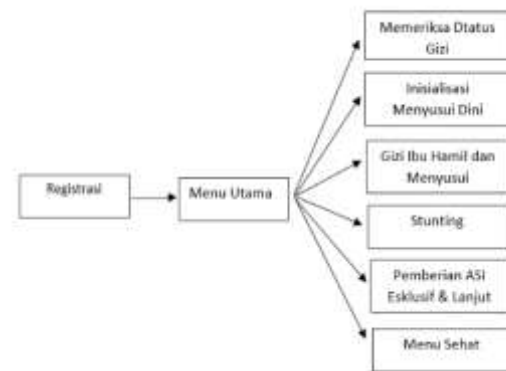 Registrasi
Menu Utama
Memeriksa Dtatus
Gizi
Inisialisasi
Menyusui Dini
Gizi Ibu Hamil dan
Menyusui
Stunting
Pemberian ASI
Esklusif & Lanjut
Menu Sehat